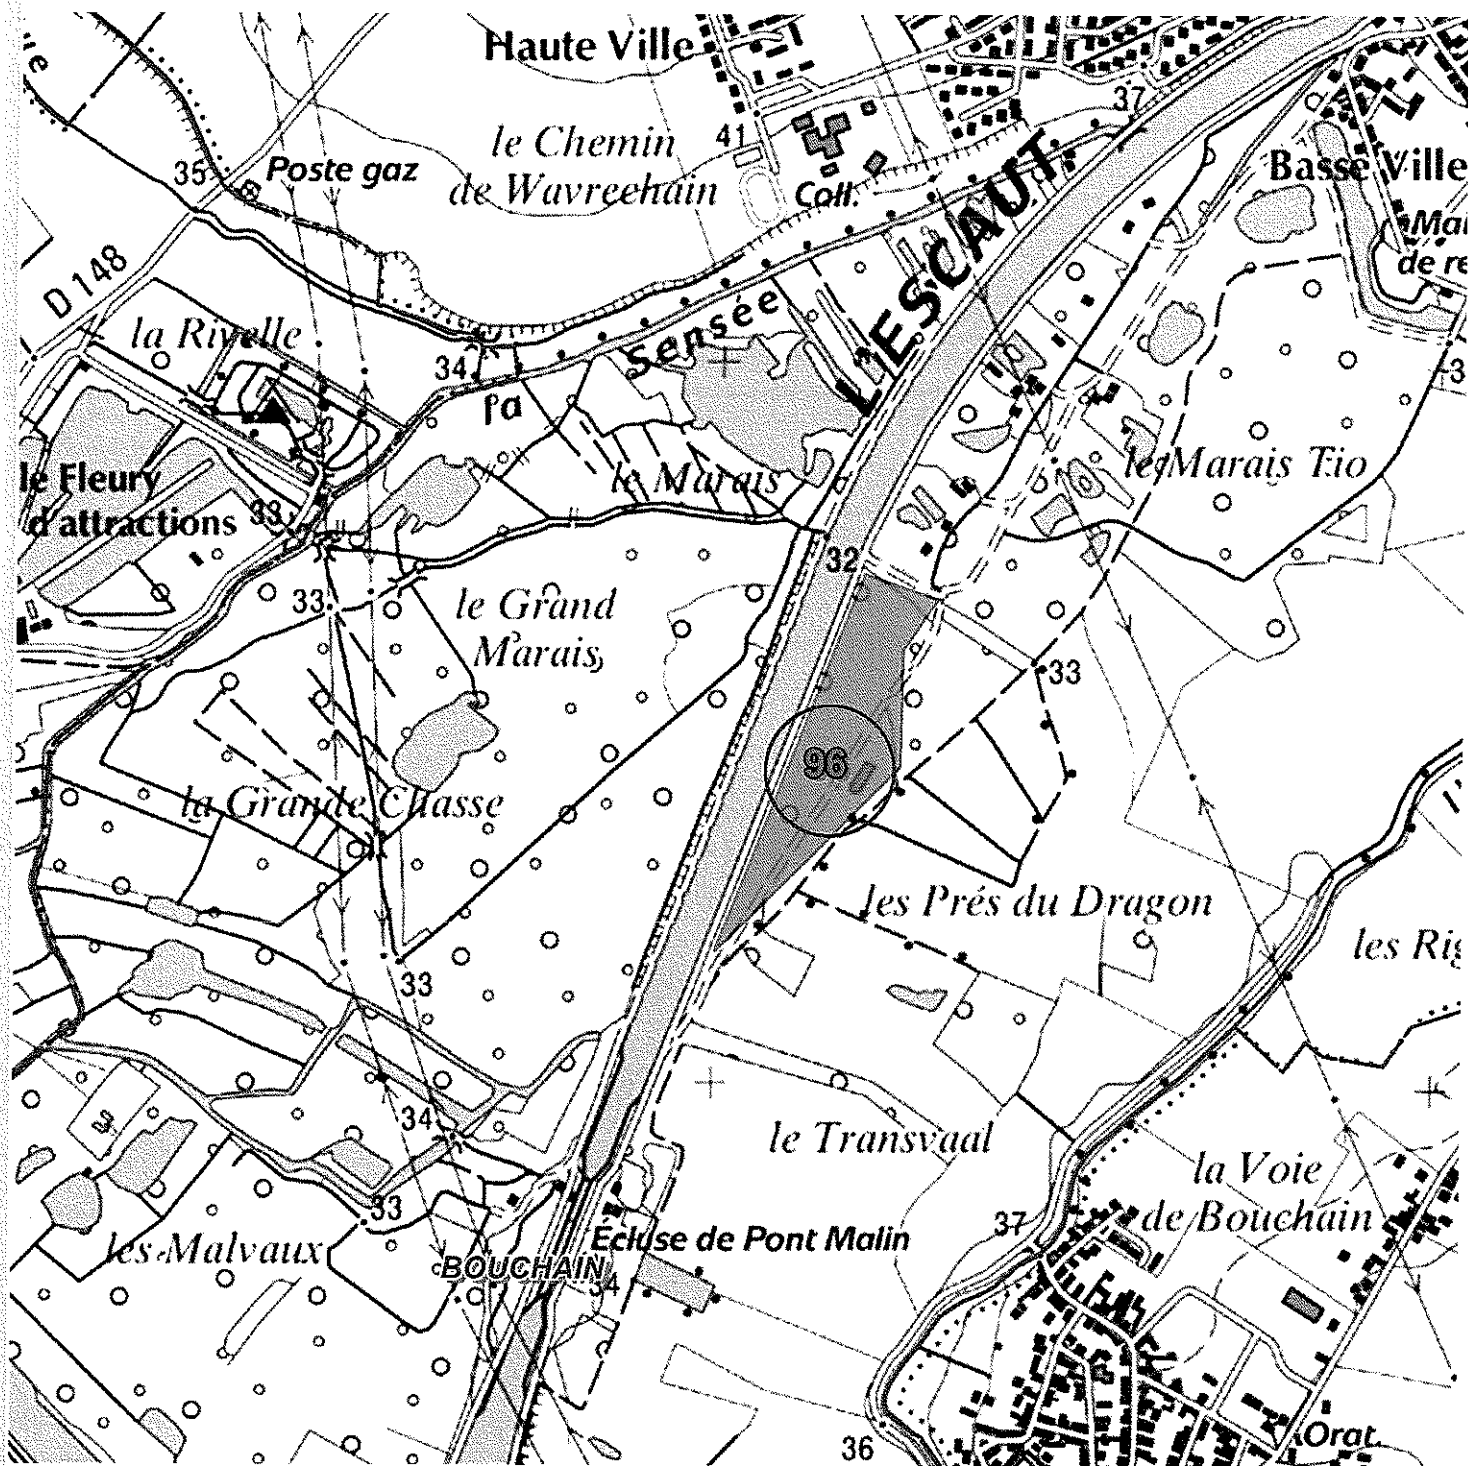 Haute Ville
37
le Chemin
de Wavrechain
41
Coll.
35
Poste gaz
Basse Ville
D 148
L'ESCAUT
la Rivelle
34
la Sensée
le Fleury
d'attractions
33
le Marais
le Marais Tio
32
33
le Grand
Marais
33
96
la Grande Chasse
les Prés du Dragon
33
34
le Transvaal
la Voie
de Bouchain
33
37
les Malvaux
Écluse de Pont Malin
BOUCHAIN
34
36
Orat.